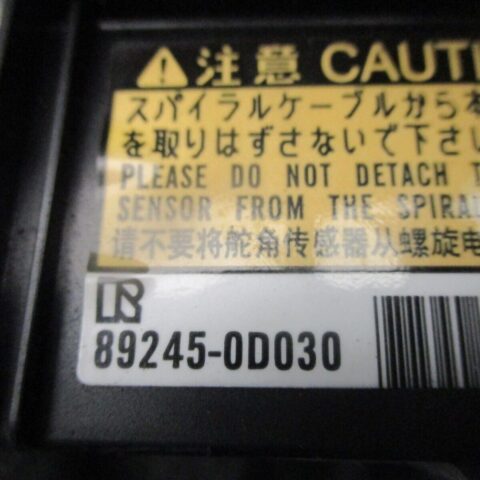 注意 CAUTI
スパイラルケーブルから本
を取りはずさないで下さい
PLEASE DO NOT DETACH T
SENSOR FROM THE SPIRAL
请不要将舵角传感器从螺旋电
89245-0D030